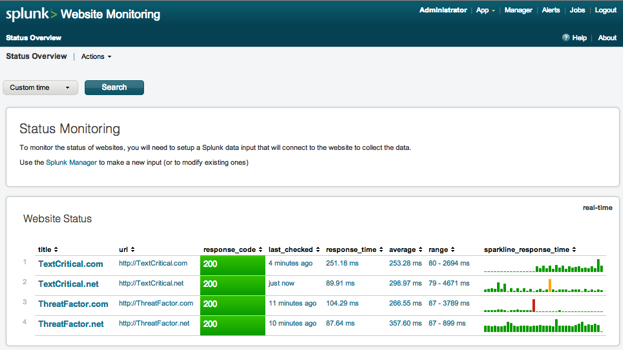 splunk> Website Monitoring
Administrator | App | Manager | Alerts | Jobs | Logout
Status Overview
? Help | About
Status Overview | Actions
Custom time
Search
Status Monitoring
To monitor the status of websites, you will need to setup a Splunk data input that will connect to the website to collect the data.
Use the Splunk Manager to make a new input (or to modify existing ones)
real-time
Website Status
title url response_code last_checked response_time average range sparkline_response_time
1 TextCritical.com http://TextCritical.com 200 4 minutes ago 251.18 ms 253.28 ms 80 - 2694 ms
2 TextCritical.net http://TextCritical.net 200 just now 89.91 ms 298.97 ms 79 - 4671 ms
3 ThreatFactor.com http://ThreatFactor.com 200 11 minutes ago 104.29 ms 266.55 ms 87 - 3789 ms
4 ThreatFactor.net http://ThreatFactor.net 200 10 minutes ago 87.64 ms 357.60 ms 87 - 899 ms